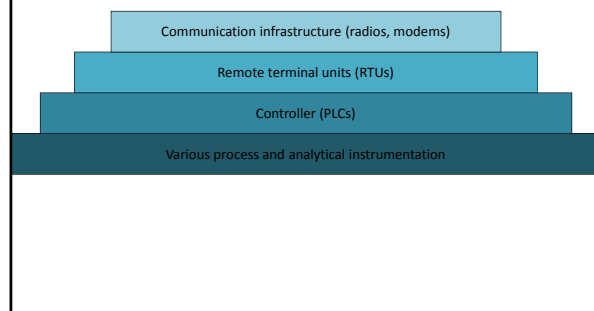 Communication infrastructure (radios, modems)
Remote terminal units (RTUs)
Controller (PLCs)
Various process and analytical instrumentation